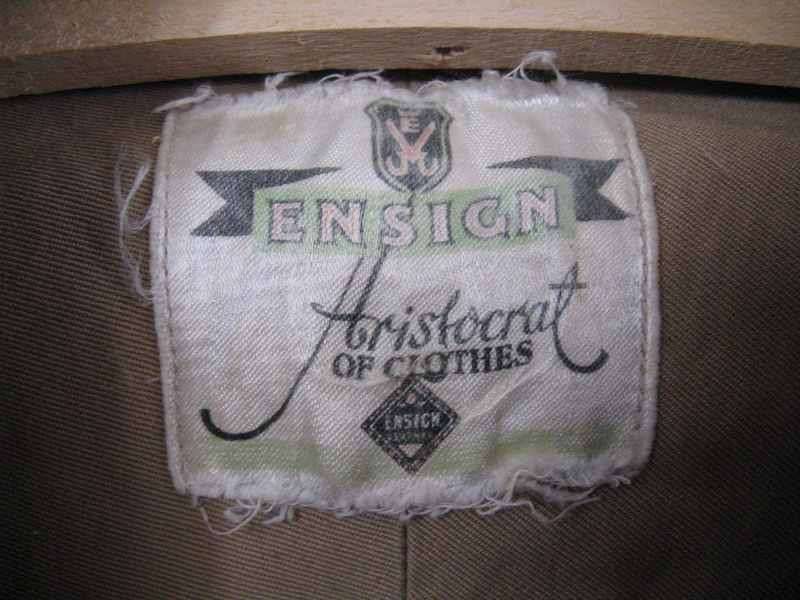 E
ENSIGN
Aristocrat
OF CLOTHES
ENSIGN